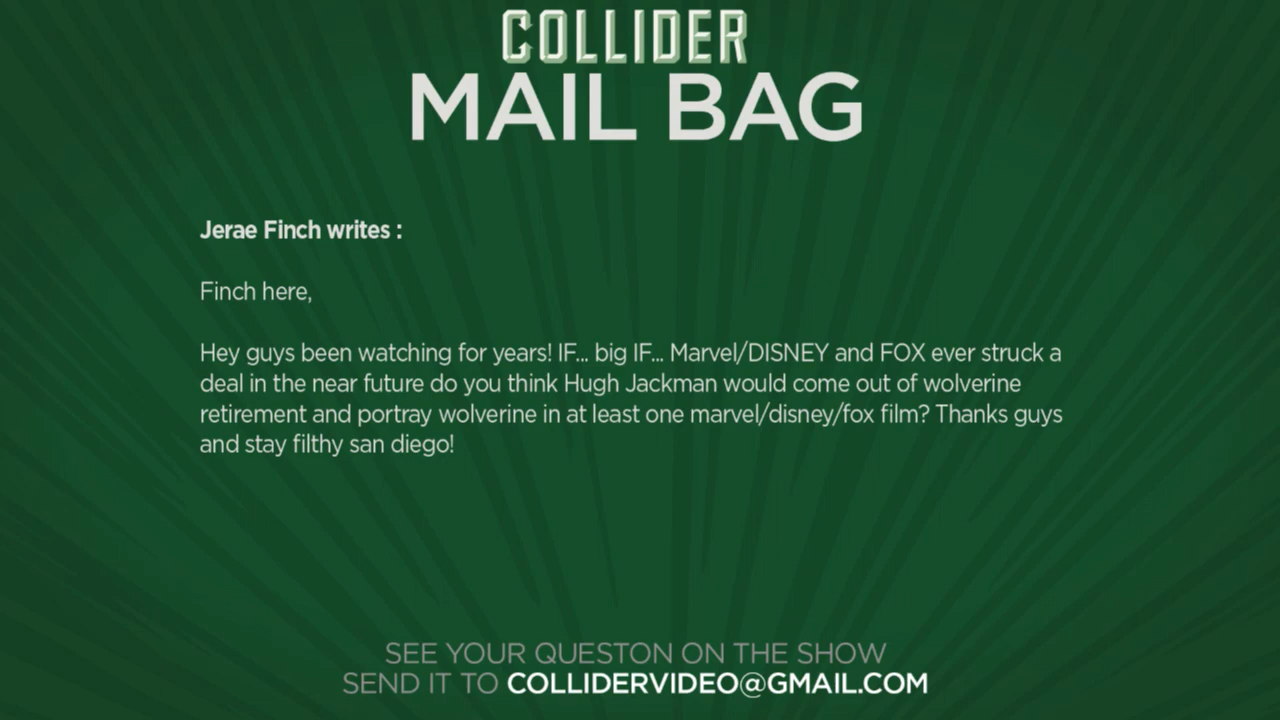 COLLIDER
MAIL BAG
Jerae Finch writes :
Finch here,
Hey guys been watching for years! IF... big IF... Marvel/DISNEY and FOX ever struck a
deal in the near future do you think Hugh Jackman would come out of wolverine
retirement and portray wolverine in at least one marvel/disney/fox film? Thanks guys
and stay filthy san diego!
SEE YOUR QUESTON ON THE SHOW
SEND IT TO COLLIDERVIDEO@GMAIL.COM